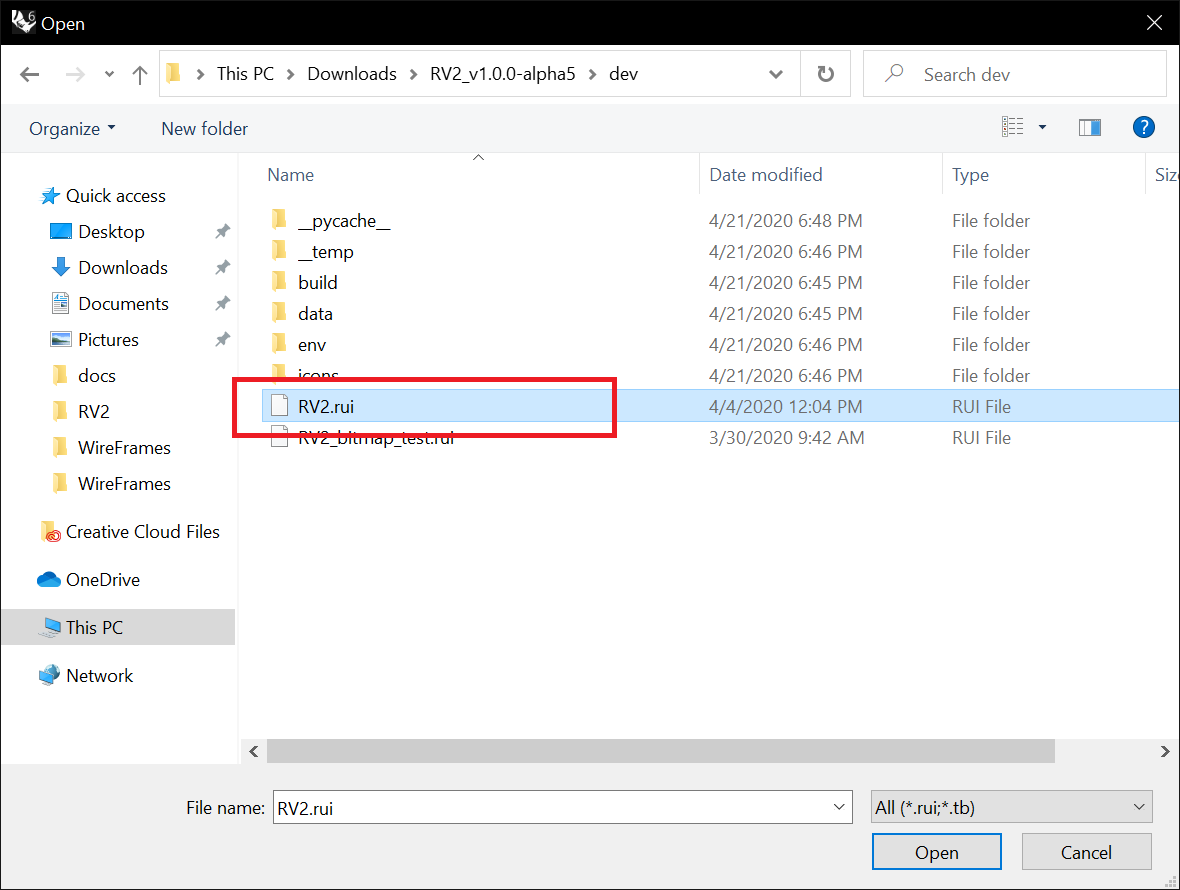 6 Open
This PC Downloads RV2_v1.0.0-alpha5 dev Search dev
Organize New folder ?
Name Date modified Type Siz
Quick access
Desktop
Downloads
Documents
Pictures
docs
RV2
WireFrames
WireFrames
Creative Cloud Files
OneDrive
This PC
Network
__pycache__ 4/21/2020 6:48 PM File folder
__temp 4/21/2020 6:46 PM File folder
build 4/21/2020 6:45 PM File folder
data 4/21/2020 6:45 PM File folder
env 4/21/2020 6:46 PM File folder
icons 4/21/2020 6:46 PM File folder
RV2.rui 4/4/2020 12:04 PM RUI File
RV2_bitmap_test.rui 3/30/2020 9:42 AM RUI File
File name: RV2.rui All (*.rui;*.tb)
Open Cancel